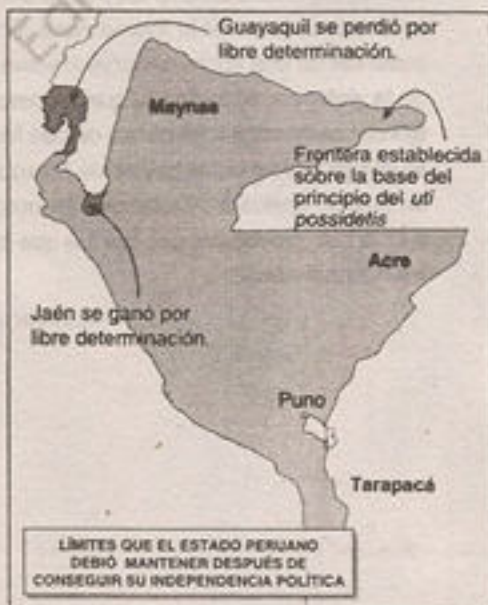 Guayaquil se perdió por
libre determinación.
Maynas
Frontera establecida
sobre la base del
principio del uti
possidetis
Acre
Jaén se ganó por
libre determinación.
Puno
Tarapacá
LÍMITES QUE EL ESTADO PERUANO
DEBIÓ MANTENER DESPUÉS DE
CONSEGUIR SU INDEPENDENCIA POLÍTICA